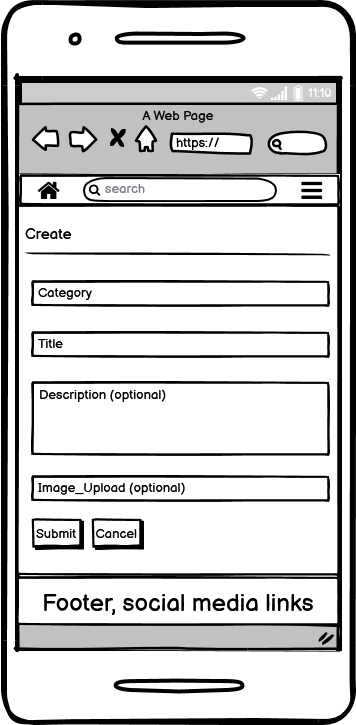 11:10
A Web Page
https://
search
Create
Category
Title
Description (optional)
Image_Upload (optional)
Submit Cancel
Footer, social media links